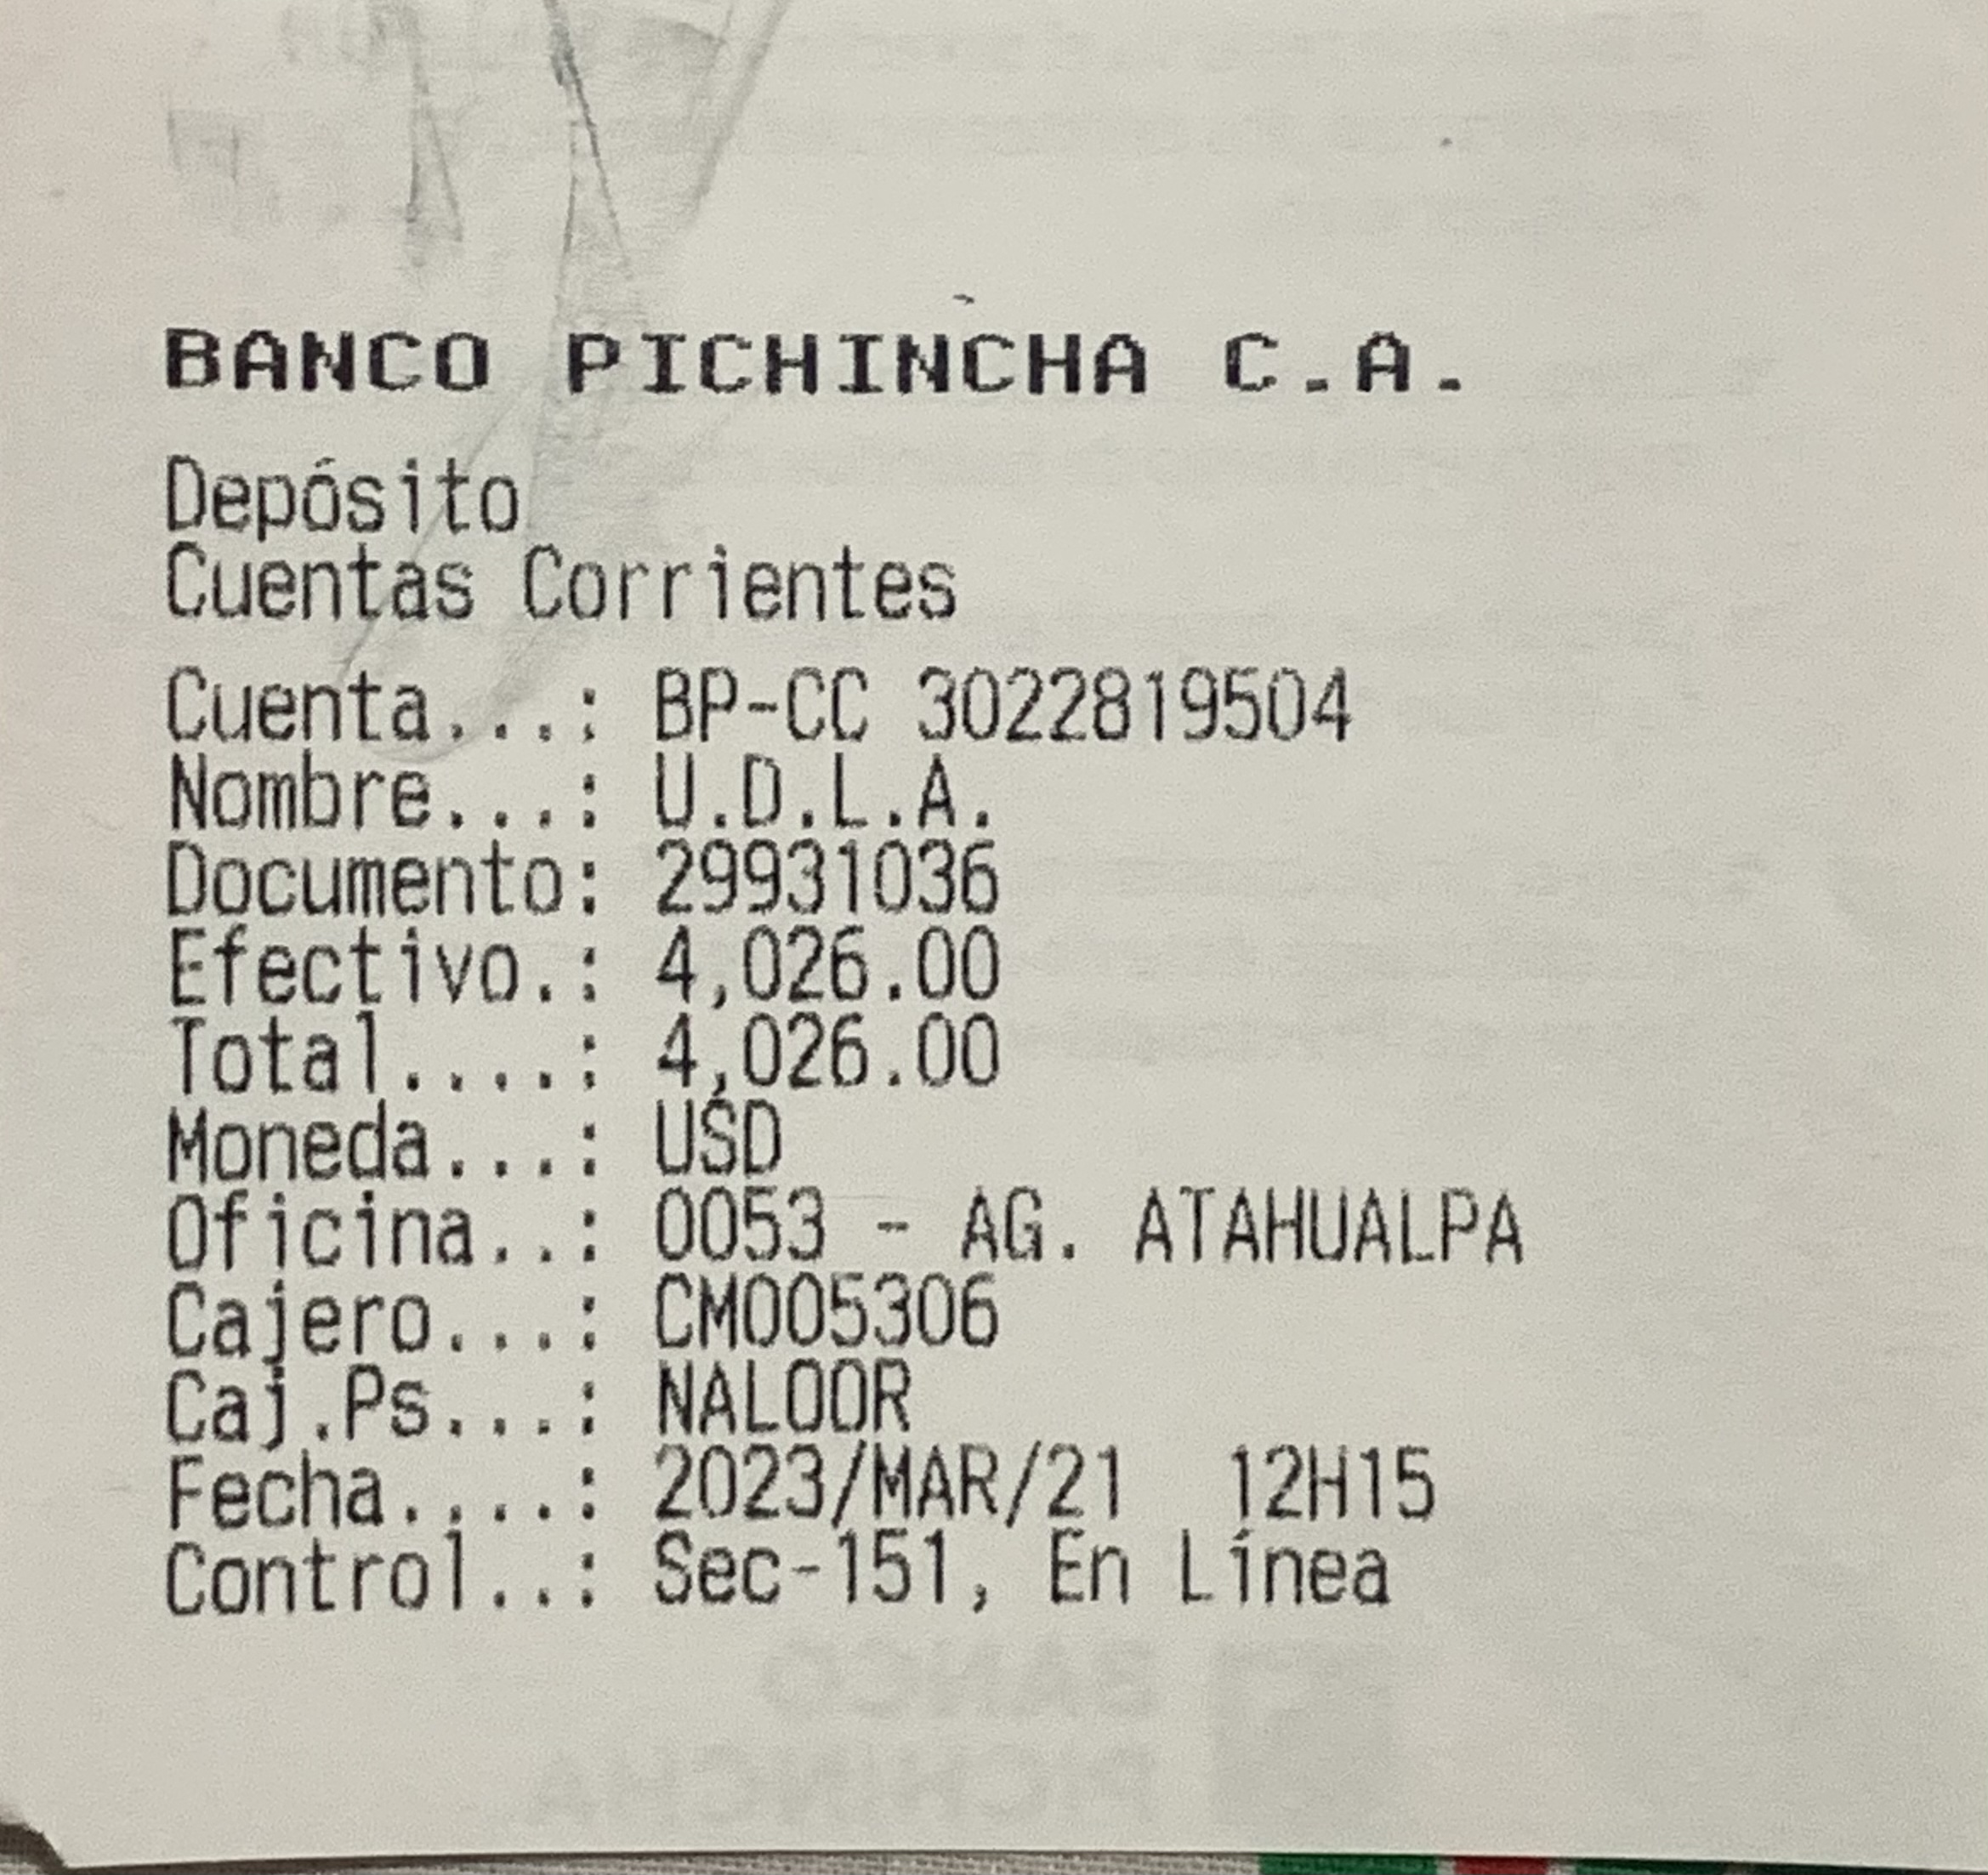 BANCO PICHINCHA C.A.
Depósito
Cuentas Corrientes
Cuenta...: BP-CC 3022819504
Nombre...: U.D.L.A.
Documento: 29931036
Efectivo.: 4,026.00
Total....: 4,026.00
Moneda...: USD
Oficina..: 0053 - AG. ATAHUALPA
Cajero...: CM005306
Caj.Ps...: NALOOR
Fecha....: 2023/MAR/21  12H15
Control..: Sec-151, En Línea
BANCO
PICHINCHA